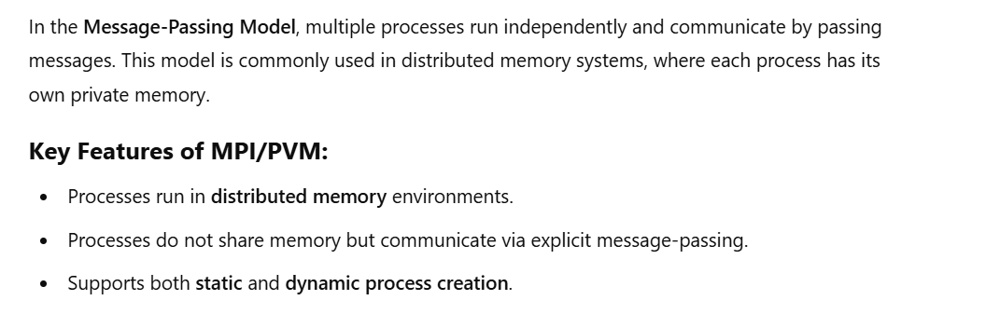 In the Message-Passing Model, multiple processes run independently and communicate by passing
messages. This model is commonly used in distributed memory systems, where each process has its
own private memory.
Key Features of MPI/PVM:
• Processes run in distributed memory environments.
• Processes do not share memory but communicate via explicit message-passing.
• Supports both static and dynamic process creation.